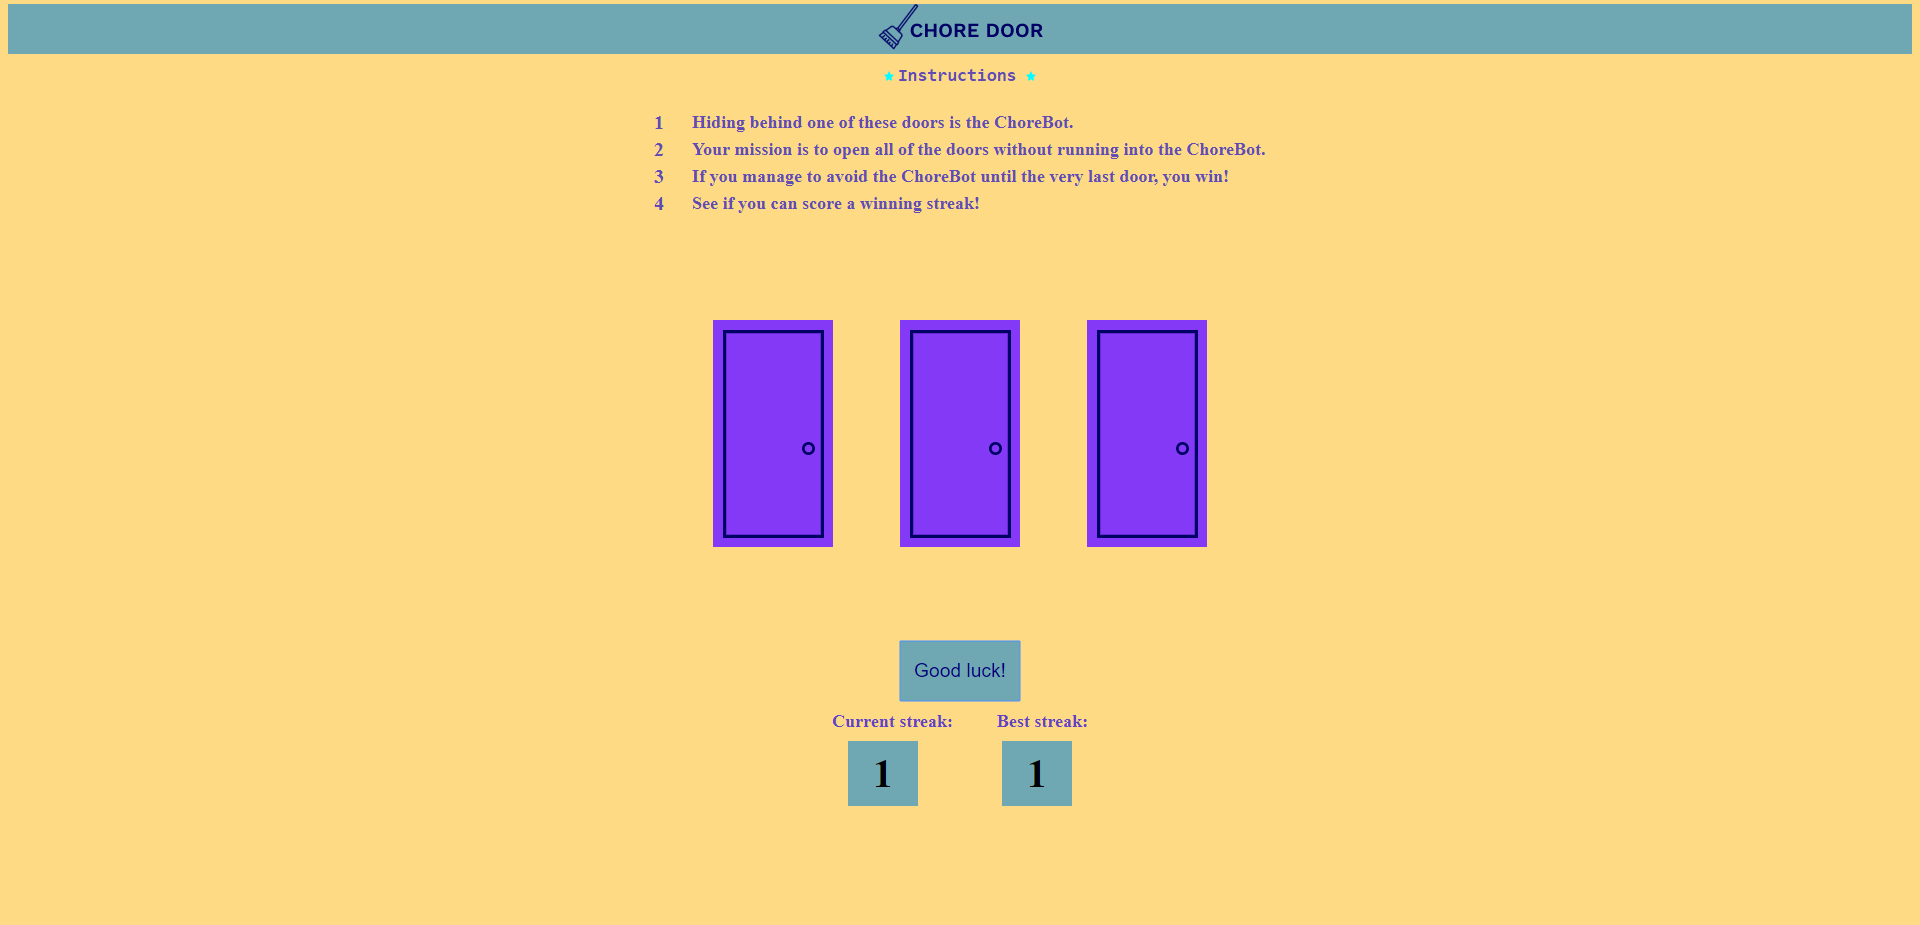 CHORE DOOR
Instructions
1 Hiding behind one of these doors is the ChoreBot.
2 Your mission is to open all of the doors without running into the ChoreBot.
3 If you manage to avoid the ChoreBot until the very last door, you win!
4 See if you can score a winning streak!
Good luck!
Current streak: Best streak:
1 1